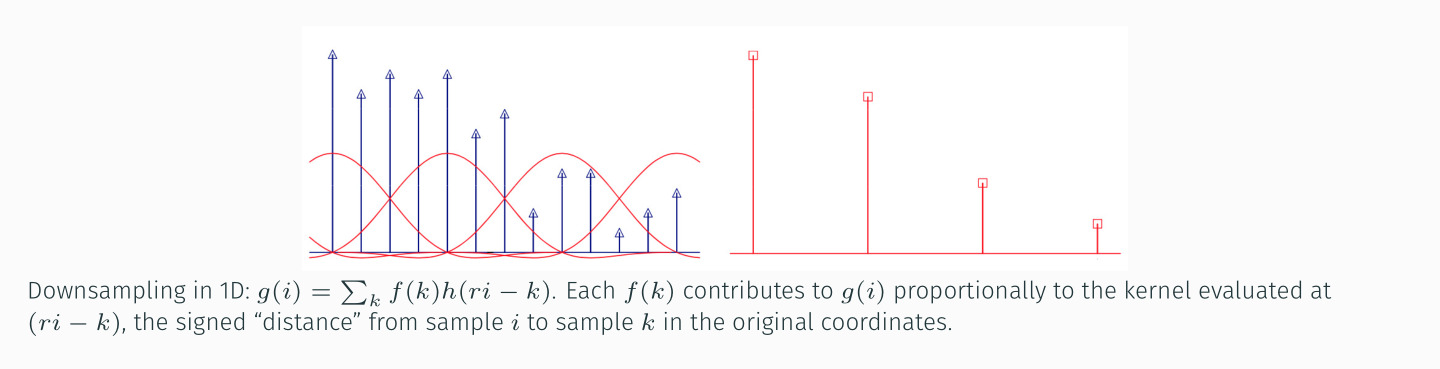 Downsampling in 1D: g(i) = ∑ₖ f(k)h(ri − k). Each f(k) contributes to g(i) proportionally to the kernel evaluated at
(ri − k), the signed “distance” from sample i to sample k in the original coordinates.